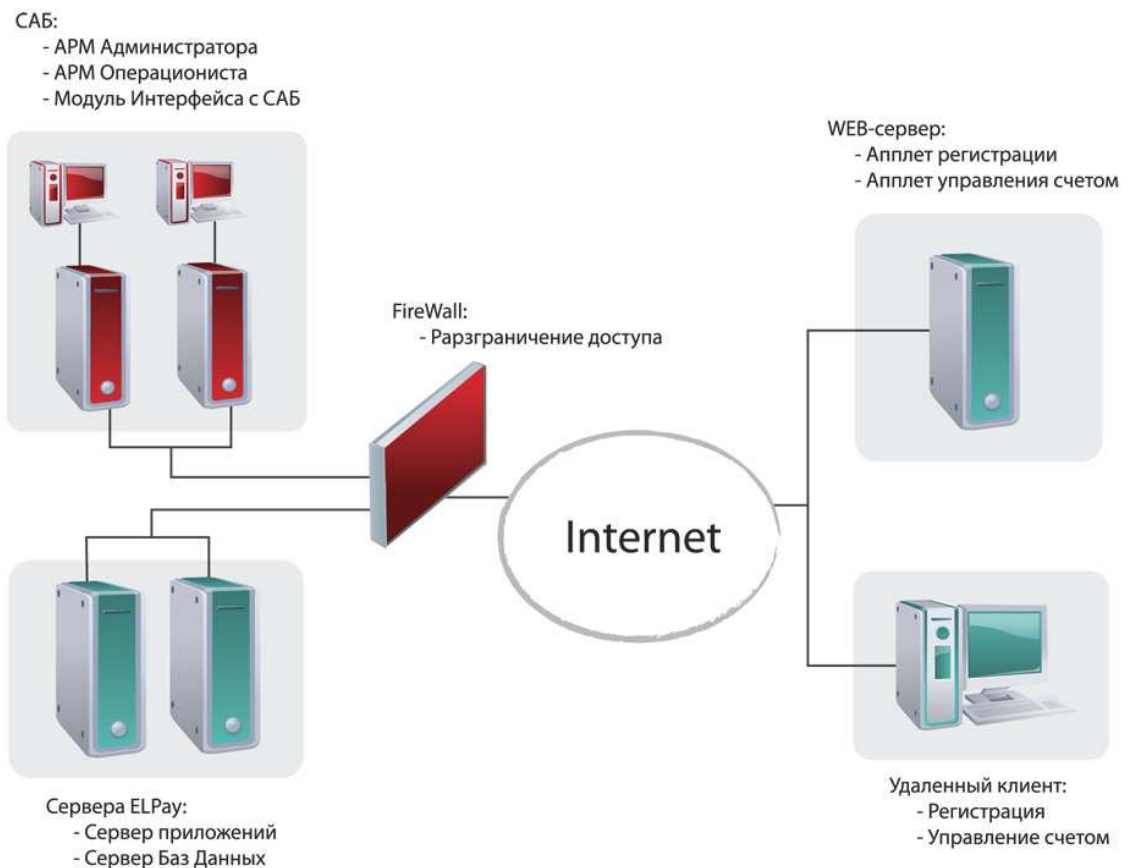 САБ:
- АРМ Администратора
- АРМ Операциониста
- Модуль Интерфейса с САБ
WEB-сервер:
- Апплет регистрации
- Апплет управления счетом
FireWall:
- Рарзграничение доступа
Internet
Сервера ELPay:
- Сервер приложений
- Сервер Баз Данных
Удаленный клиент:
- Регистрация
- Управление счетом